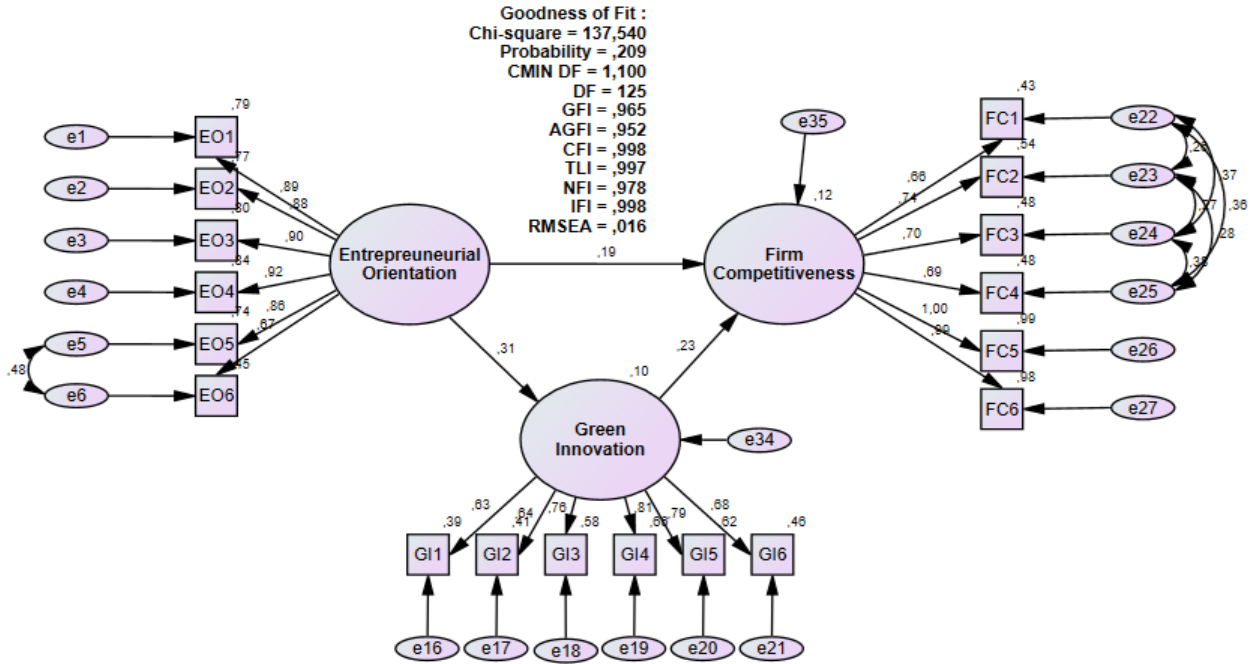 Goodness of Fit :
Chi-square = 137,540
Probability = ,209
CMIN DF = 1,100
DF = 125
GFI = ,965
AGFI = ,952
CFI = ,998
TLI = ,997
NFI = ,978
IFI = ,998
RMSEA = ,016
e1
e2
e3
e4
e5
e6
,48
,79
EO1
,77
EO2
,80
EO3
,84
EO4
,74
EO5
,45
EO6
,89
,88
,90
,92
,86
,67
Entrepreuneurial
Orientation
,19
,31
,23
e35
,12
Firm
Competitiveness
,10
Green
Innovation
e34
,66
,74
,70
,69
1,00
,99
,43
FC1
,54
FC2
,48
FC3
,48
FC4
,99
FC5
,98
FC6
e22
e23
e24
e25
e26
e27
,37
,36
,28
,63
,64
,76
,81
,79
,68
,39
,41
,58
,62
,46
GI1
GI2
GI3
GI4
GI5
GI6
e16
e17
e18
e19
e20
e21